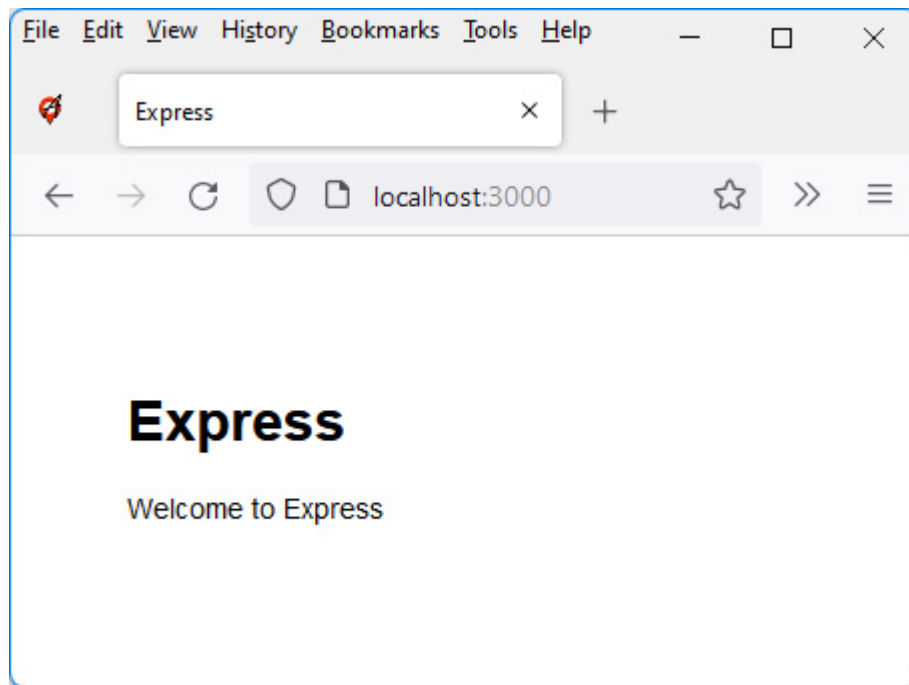 File Edit View History Bookmarks Tools Help
Express
localhost:3000
Express
Welcome to Express